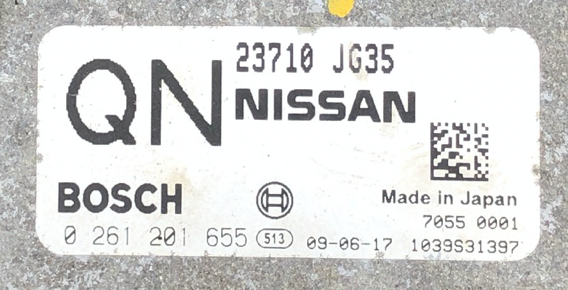 23710 JG35
QN NISSAN
BOSCH Made in Japan
7055 0001
0 261 201 655 513 09-06-17 1039S31397